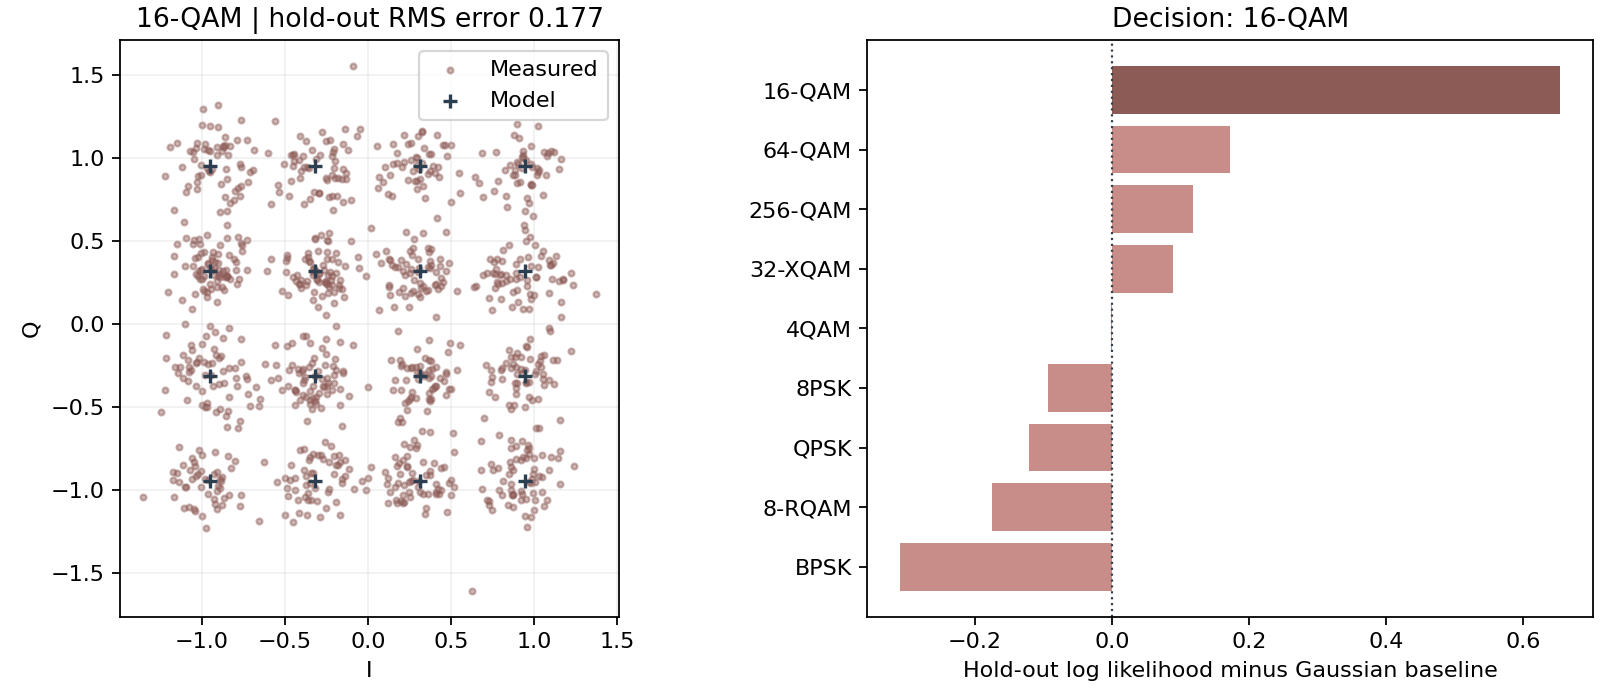 16-QAM | hold-out RMS error 0.177
Measured
Model
1.5
1.0
0.5
0.0
−0.5
−1.0
−1.5
Q
−1.0
−0.5
0.0
0.5
1.0
1.5
I
Decision: 16-QAM
16-QAM
64-QAM
256-QAM
32-XQAM
4QAM
8PSK
QPSK
8-RQAM
BPSK
−0.2
0.0
0.2
0.4
0.6
Hold-out log likelihood minus Gaussian baseline